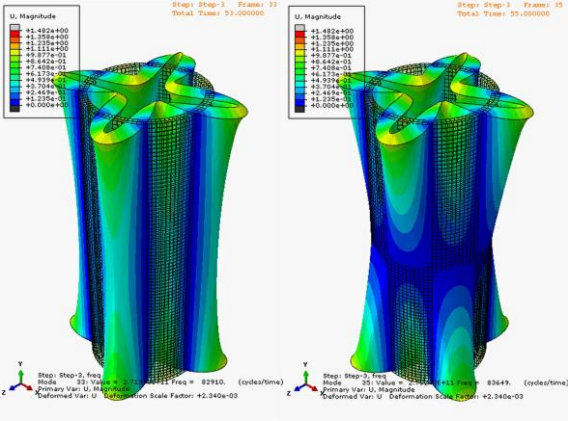 Step: Step-3 Frame: 33
Total Time: 53.000000
U, Magnitude
+1.482e+00
+1.358e+00
+1.235e+00
+1.111e+00
+9.877e-01
+8.642e-01
+7.408e-01
+6.173e-01
+4.939e-01
+3.704e-01
+2.469e-01
+1.235e-01
+0.000e+00
Y
Z X
Step: Step-3, freq
Mode 33: Value = Freq = 82910. (cycles/time)
Primary Var: U, Magnitude
Deformed Var: U Deformation Scale Factor: +2.340e-03
Step: Step-3 Frame: 35
Total Time: 55.000000
U, Magnitude
+1.482e+00
+1.358e+00
+1.235e+00
+1.111e+00
+9.877e-01
+8.642e-01
+7.408e-01
+6.173e-01
+4.939e-01
+3.704e-01
+2.469e-01
+1.235e-01
+0.000e+00
Y
Z X
Step: Step-3, freq
Mode 35: Value = Freq = 83649. (cycles/time)
Primary Var: U, Magnitude
Deformed Var: U Deformation Scale Factor: +2.340e-03